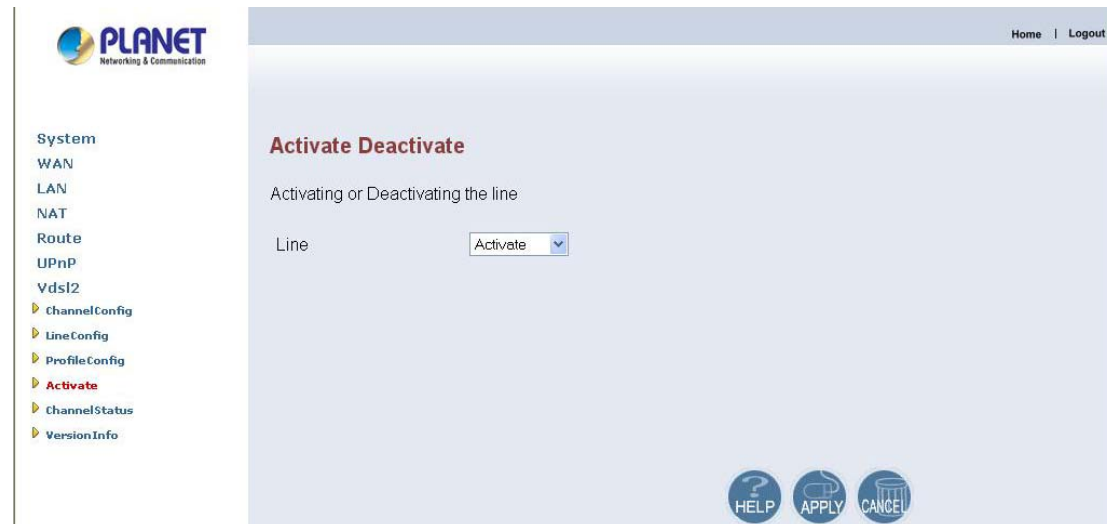 PLANET
Networking & Communication
Home | Logout
System
WAN
LAN
NAT
Route
UPnP
Vdsl2
ChannelConfig
LineConfig
ProfileConfig
Activate
ChannelStatus
VersionInfo
Activate Deactivate
Activating or Deactivating the line
Line Activate
HELP APPLY CANCEL